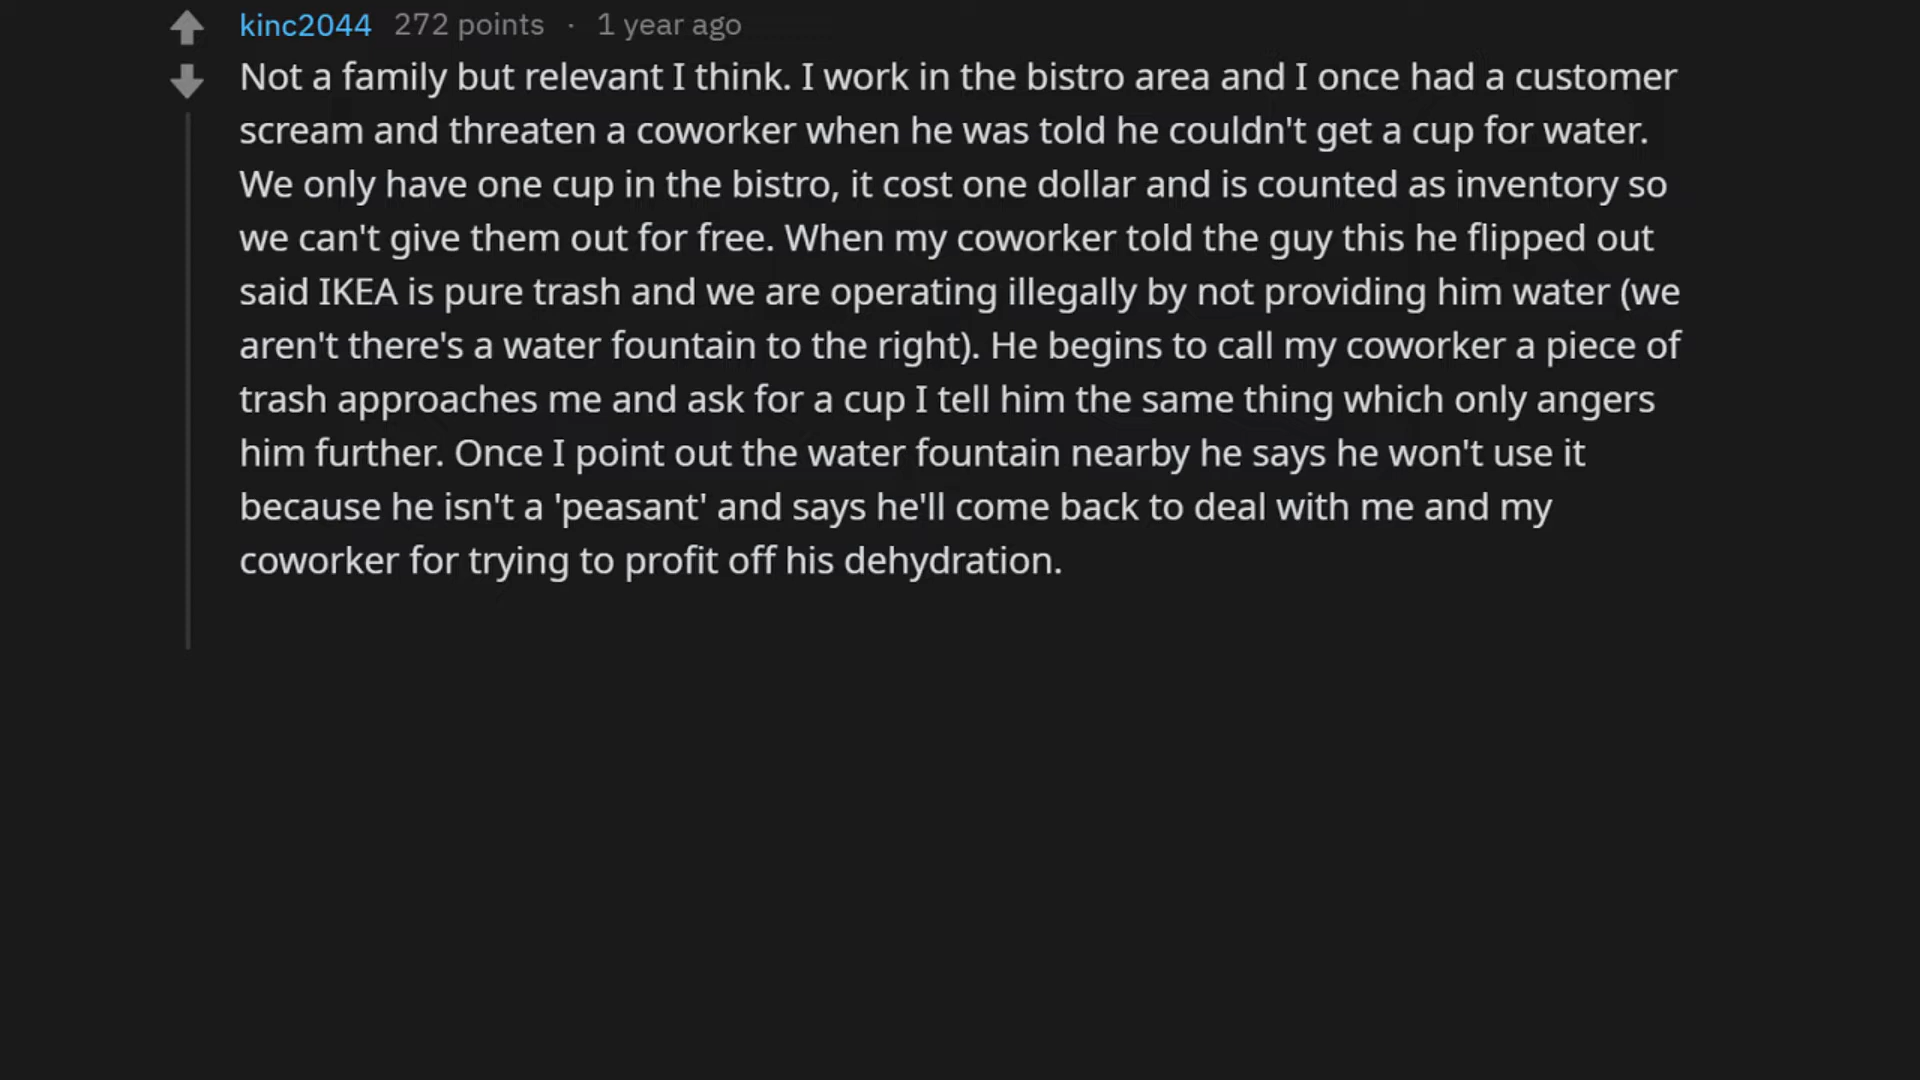 kinc2044 272 points · 1 year ago
Not a family but relevant I think. I work in the bistro area and I once had a customer
scream and threaten a coworker when he was told he couldn't get a cup for water.
We only have one cup in the bistro, it cost one dollar and is counted as inventory so
we can't give them out for free. When my coworker told the guy this he flipped out
said IKEA is pure trash and we are operating illegally by not providing him water (we
aren't there's a water fountain to the right). He begins to call my coworker a piece of
trash approaches me and ask for a cup I tell him the same thing which only angers
him further. Once I point out the water fountain nearby he says he won't use it
because he isn't a 'peasant' and says he'll come back to deal with me and my
coworker for trying to profit off his dehydration.